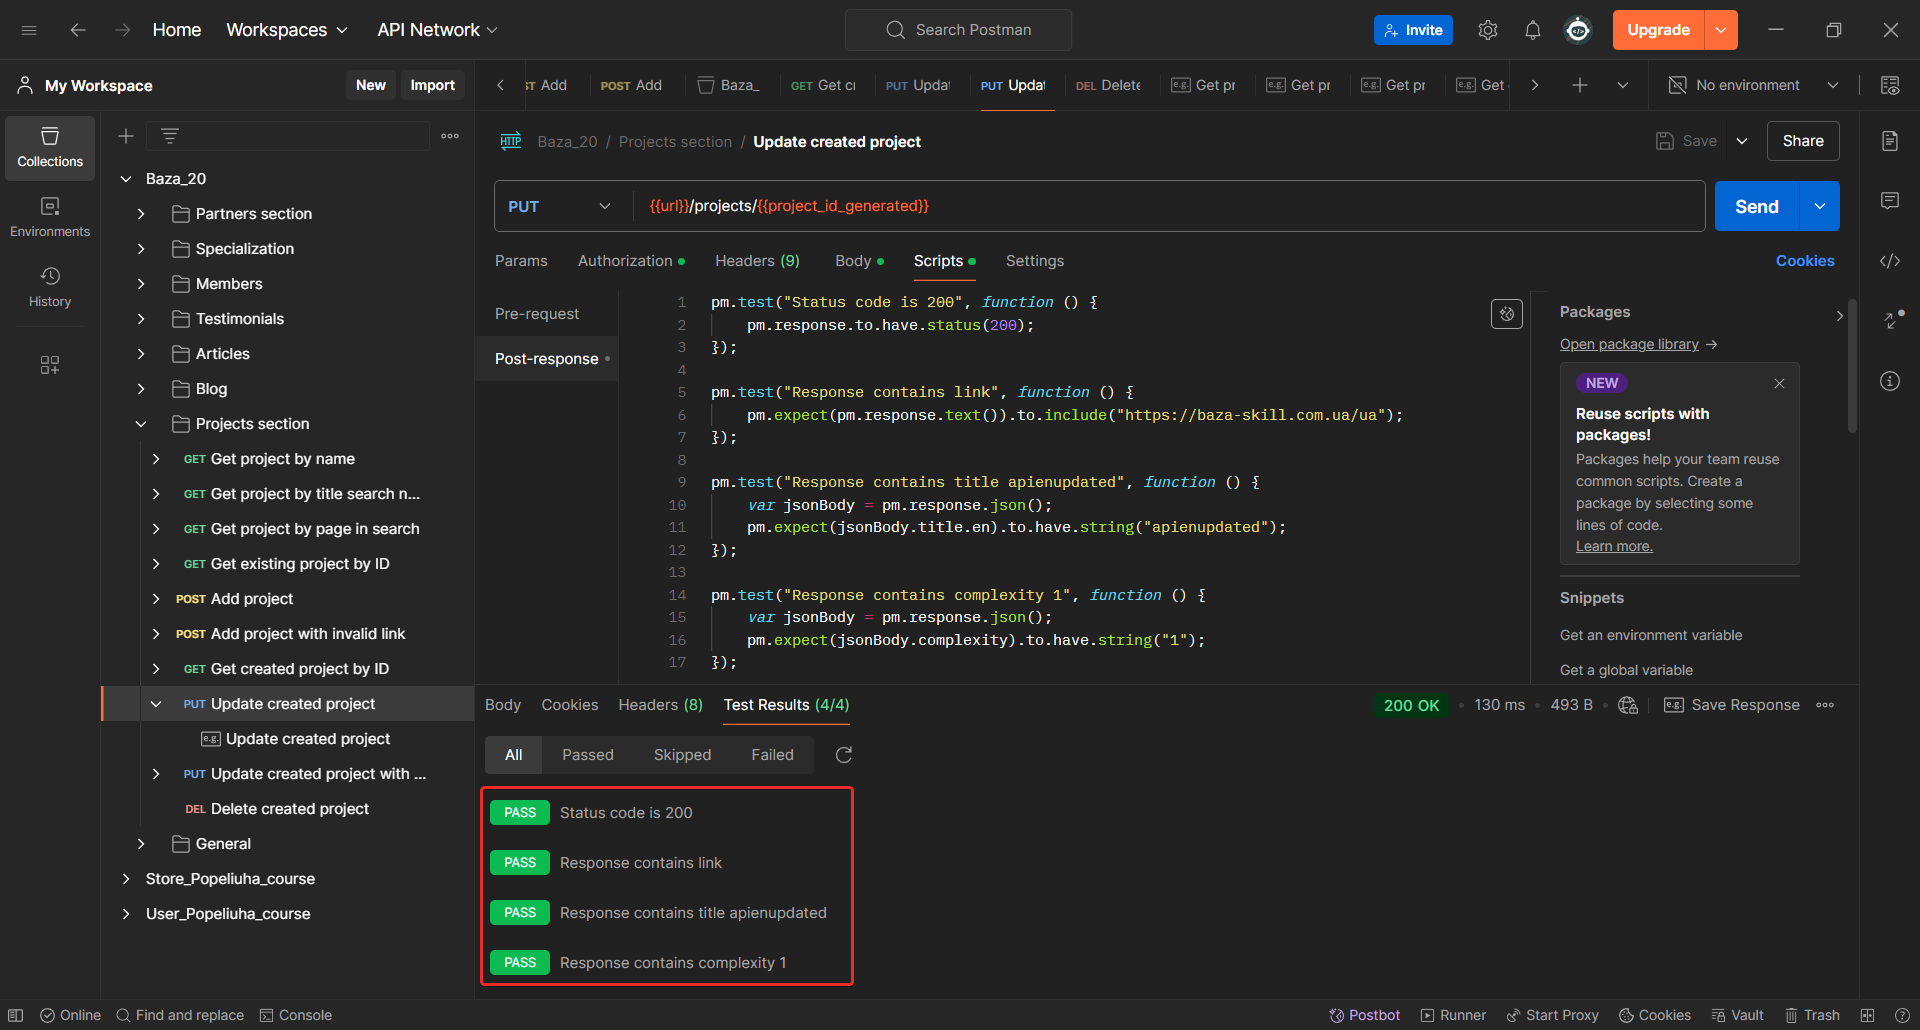 Home
Workspaces
API Network
Search Postman
Invite
Upgrade
My Workspace
New
Import
ST Add
POST Add
Baza_
GET Get cr
PUT Updat
PUT Updat
DEL Delete
e.g. Get pr
e.g. Get pr
e.g. Get pr
e.g. Get
No environment
Collections
Environments
History
Baza_20
Partners section
Specialization
Members
Testimonials
Articles
Blog
Projects section
GET Get project by name
GET Get project by title search n...
GET Get project by page in search
GET Get existing project by ID
POST Add project
POST Add project with invalid link
GET Get created project by ID
PUT Update created project
e.g. Update created project
PUT Update created project with ...
DEL Delete created project
General
Store_Popeliuha_course
User_Popeliuha_course
HTTP Baza_20 / Projects section / Update created project
Save
Share
PUT
{{url}}/projects/{{project_id_generated}}
Send
Params
Authorization
Headers (9)
Body
Scripts
Settings
Cookies
Pre-request
Post-response
1 pm.test("Status code is 200", function () {
2 pm.response.to.have.status(200);
3 });
4
5 pm.test("Response contains link", function () {
6 pm.expect(pm.response.text()).to.include("https://baza-skill.com.ua/ua");
7 });
8
9 pm.test("Response contains title apienupdated", function () {
10 var jsonBody = pm.response.json();
11 pm.expect(jsonBody.title.en).to.have.string("apienupdated");
12 });
13
14 pm.test("Response contains complexity 1", function () {
15 var jsonBody = pm.response.json();
16 pm.expect(jsonBody.complexity).to.have.string("1");
17 });
Packages
Open package library →
NEW
Reuse scripts with
packages!
Packages help your team reuse
common scripts. Create a
package by selecting some
lines of code.
Learn more.
Snippets
Get an environment variable
Get a global variable
Body
Cookies
Headers (8)
Test Results (4/4)
200 OK
130 ms
493 B
e.g. Save Response
All
Passed
Skipped
Failed
PASS Status code is 200
PASS Response contains link
PASS Response contains title apienupdated
PASS Response contains complexity 1
Online
Find and replace
Console
Postbot
Runner
Start Proxy
Cookies
Vault
Trash